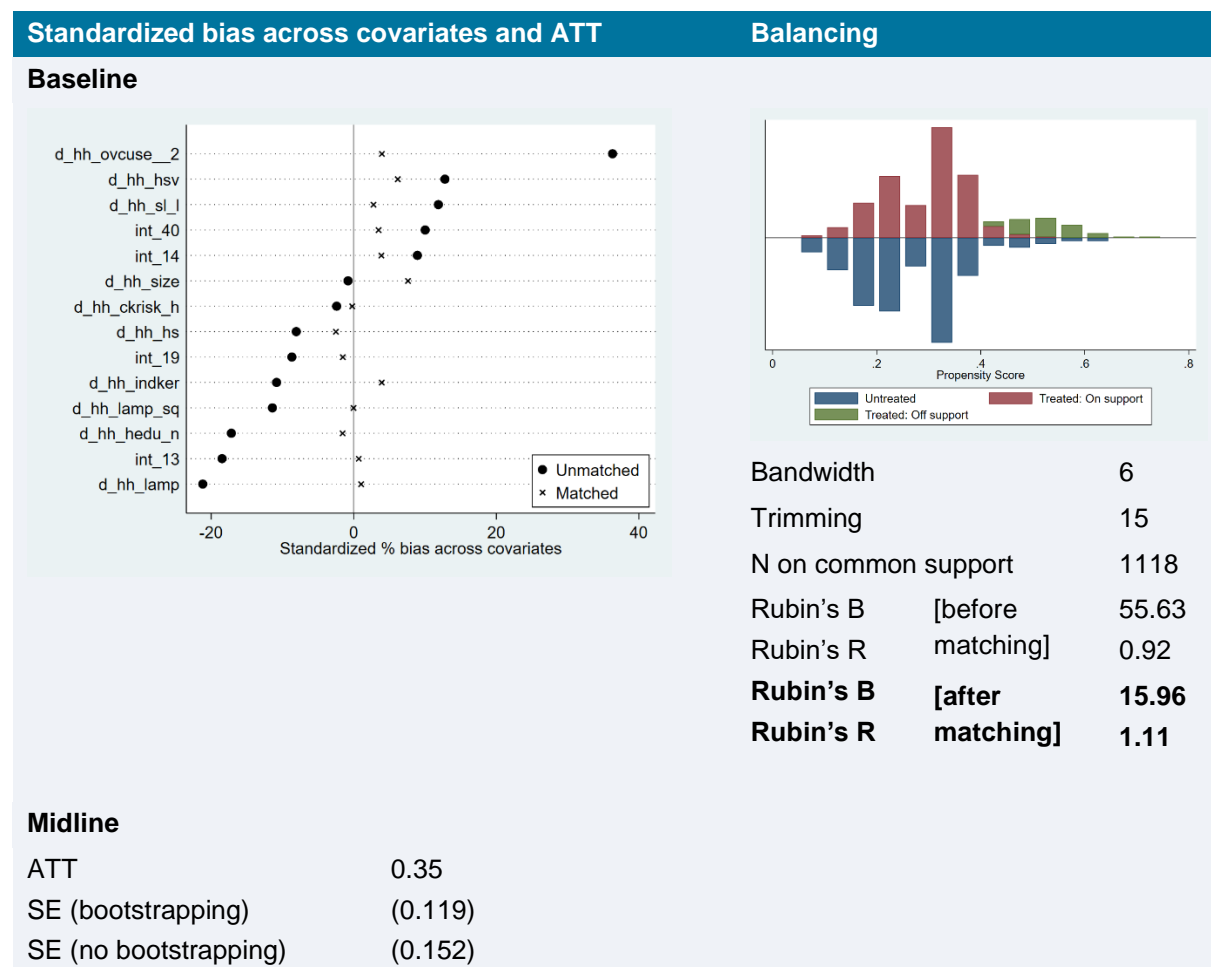 Standardized bias across covariates and ATT
Balancing
Baseline
d_hh_ovcuse__2
d_hh_hsv
d_hh_sl_l
int_40
int_14
d_hh_size
d_hh_ckrisk_h
d_hh_hs
int_19
d_hh_indker
d_hh_lamp_sq
d_hh_hedu_n
int_13
d_hh_lamp
Unmatched
Matched
-20 0 20 40
Standardized % bias across covariates
0 .2 .4 .6 .8
Propensity Score
Untreated Treated: On support
Treated: Off support
Bandwidth 6
Trimming 15
N on common support 1118
Rubin’s B [before 55.63
Rubin’s R matching] 0.92
Rubin’s B [after 15.96
Rubin’s R matching] 1.11
Midline
ATT 0.35
SE (bootstrapping) (0.119)
SE (no bootstrapping) (0.152)